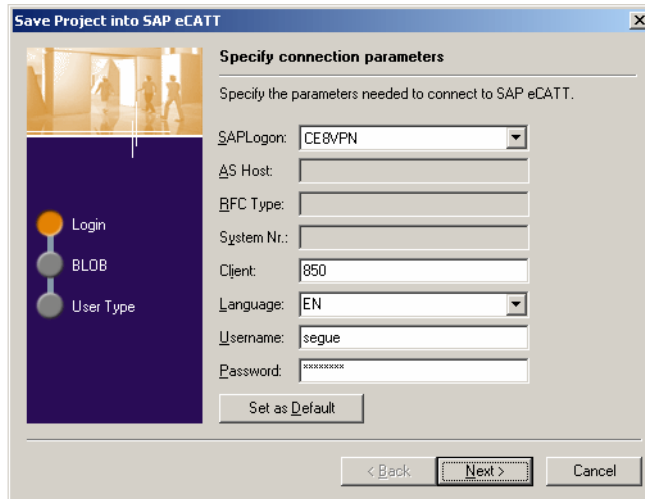 Save Project into SAP eCATT
Specify connection parameters
Specify the parameters needed to connect to SAP eCATT.
SAPLogon: CE8VPN
AS Host:
RFC Type:
System Nr.:
Client: 850
Language: EN
Username: segue
Password: ********
Set as Default
Login
BLOB
User Type
< Back Next > Cancel